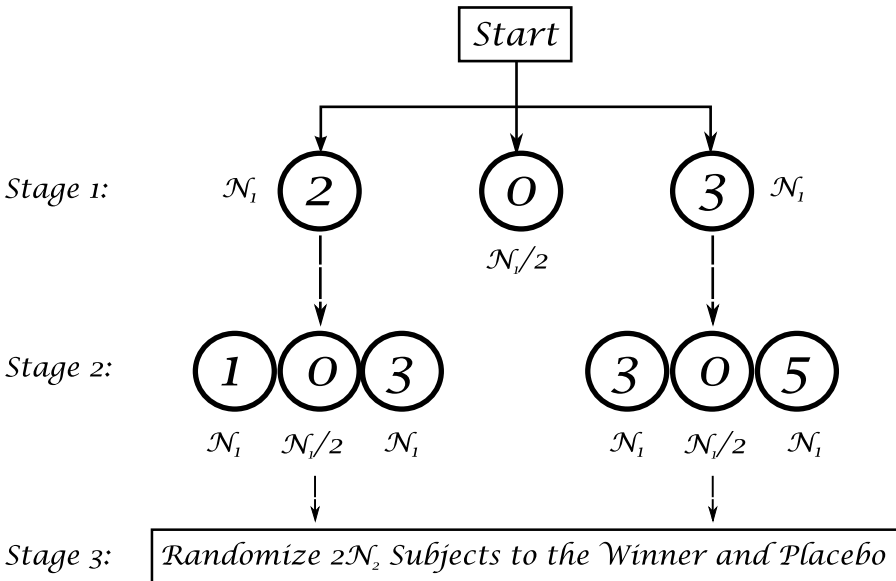 Start
Stage 1: N₁ 2 0 3 N₁
N₁/2
Stage 2: 1 0 3 3 0 5
N₁ N₁/2 N₁ N₁ N₁/2 N₁
Stage 3: Randomize 2N₂ Subjects to the Winner and Placebo